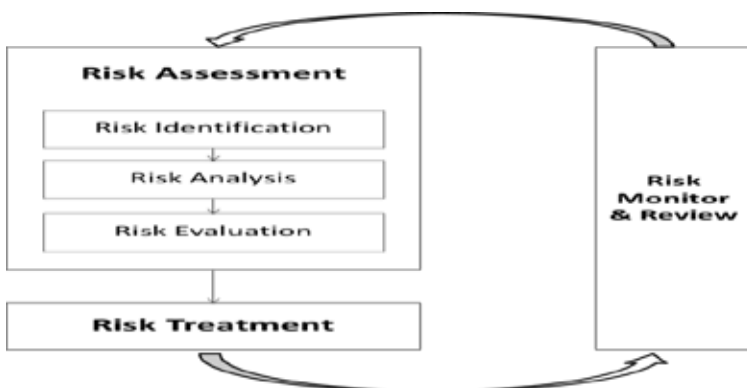 Risk Assessment
Risk Identification
Risk Analysis
Risk Evaluation
Risk Treatment
Risk
Monitor
& Review